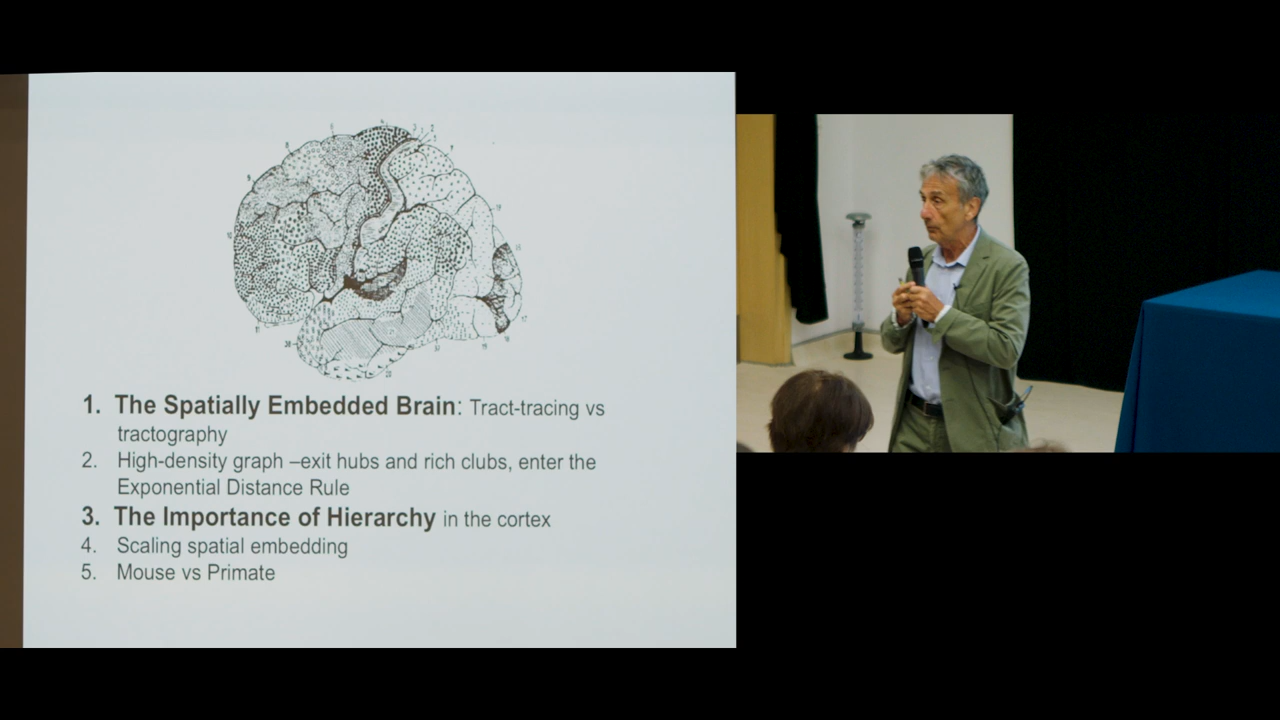 1. The Spatially Embedded Brain: Tract-tracing vs
tractography
2. High-density graph –exit hubs and rich clubs, enter the
Exponential Distance Rule
3. The Importance of Hierarchy in the cortex
4. Scaling spatial embedding
5. Mouse vs Primate